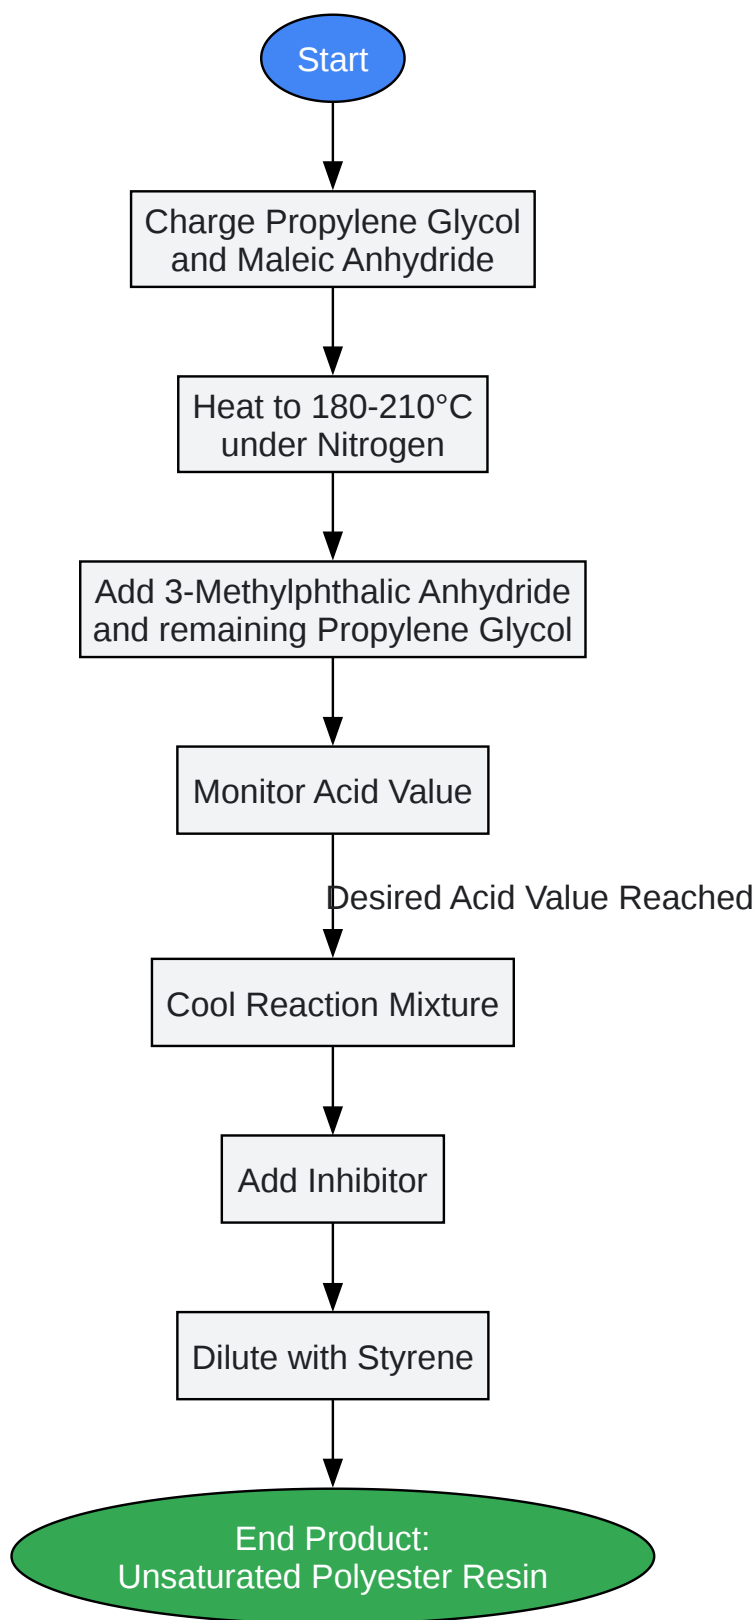 Start
Charge Propylene Glycol
and Maleic Anhydride
Heat to 180-210°C
under Nitrogen
Add 3-Methylphthalic Anhydride
and remaining Propylene Glycol
Monitor Acid Value
Desired Acid Value Reached
Cool Reaction Mixture
Add Inhibitor
Dilute with Styrene
End Product:
Unsaturated Polyester Resin